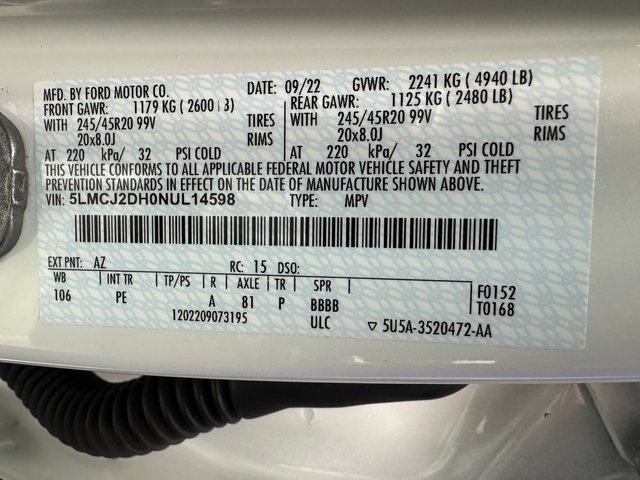 MFD. BY FORD MOTOR CO. DATE: 09/22 GVWR: 2241 KG ( 4940 LB)
FRONT GAWR: 1179 KG ( 2600 B) REAR GAWR: 1125 KG ( 2480 LB)
WITH 245/45R20 99V TIRES WITH 245/45R20 99V TIRES
20x8.0J RIMS 20x8.0J RIMS
AT 220 kPa/ 32 PSI COLD AT 220 kPa/ 32 PSI COLD
THIS VEHICLE CONFORMS TO ALL APPLICABLE FEDERAL MOTOR VEHICLE SAFETY AND THEFT
PREVENTION STANDARDS IN EFFECT ON THE DATE OF MANUFACTURE SHOWN ABOVE.
VIN: 5LMCJ2DH0NUL14598 TYPE: MPV
EXT PNT: AZ RC: 15 DSO:
WB INT TR TP/PS R AXLE TR SPR F0152
106 PE A 81 P BBBB T0168
1202209073195 ULC ▽ 5U5A-3520472-AA